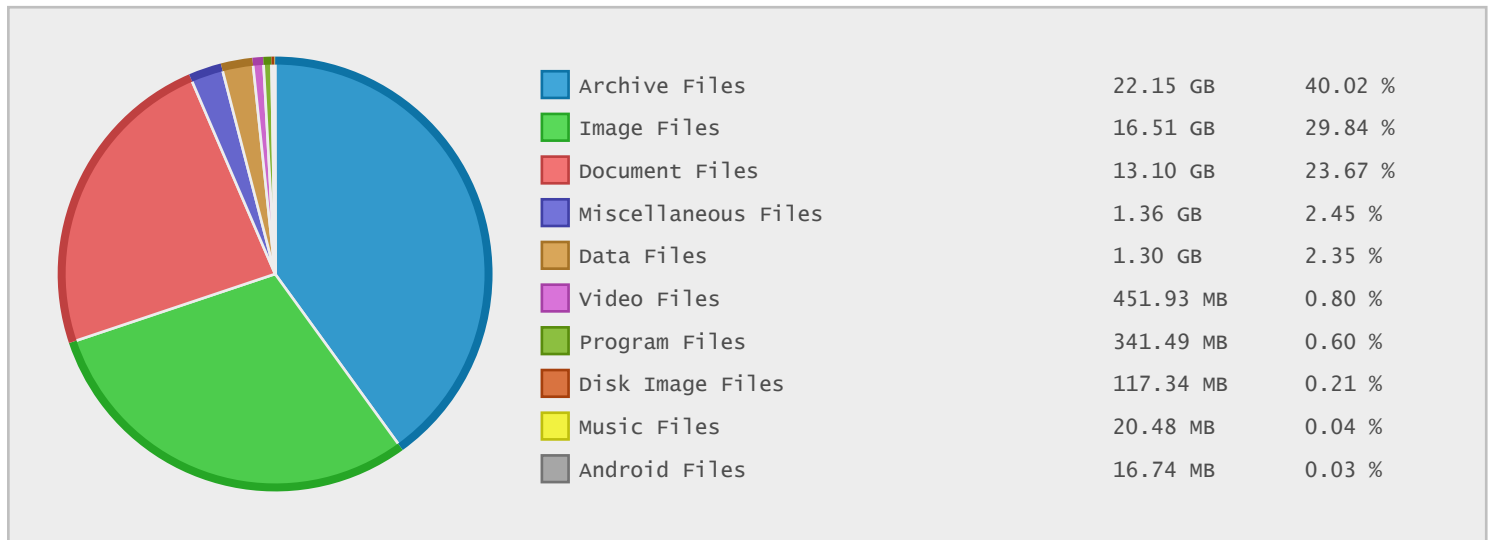 Archive Files 22.15 GB 40.02 %
Image Files 16.51 GB 29.84 %
Document Files 13.10 GB 23.67 %
Miscellaneous Files 1.36 GB 2.45 %
Data Files 1.30 GB 2.35 %
Video Files 451.93 MB 0.80 %
Program Files 341.49 MB 0.60 %
Disk Image Files 117.34 MB 0.21 %
Music Files 20.48 MB 0.04 %
Android Files 16.74 MB 0.03 %